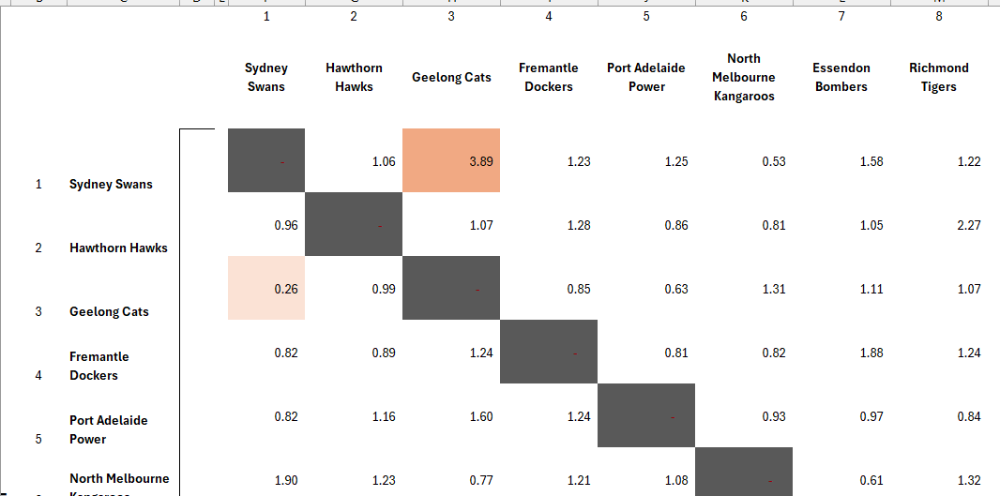 1 2 3 4 5 6 7 8
Sydney Swans Hawthorn Hawks Geelong Cats Fremantle Dockers Port Adelaide Power North Melbourne Kangaroos Essendon Bombers Richmond Tigers
1 Sydney Swans - 1.06 3.89 1.23 1.25 0.53 1.58 1.22
2 Hawthorn Hawks 0.96 - 1.07 1.28 0.86 0.81 1.05 2.27
3 Geelong Cats 0.26 0.99 - 0.85 0.63 1.31 1.11 1.07
4 Fremantle Dockers 0.82 0.89 1.24 - 0.81 0.82 1.88 1.24
5 Port Adelaide Power 0.82 1.16 1.60 1.24 - 0.93 0.97 0.84
North Melbourne 1.90 1.23 0.77 1.21 1.08 - 0.61 1.32